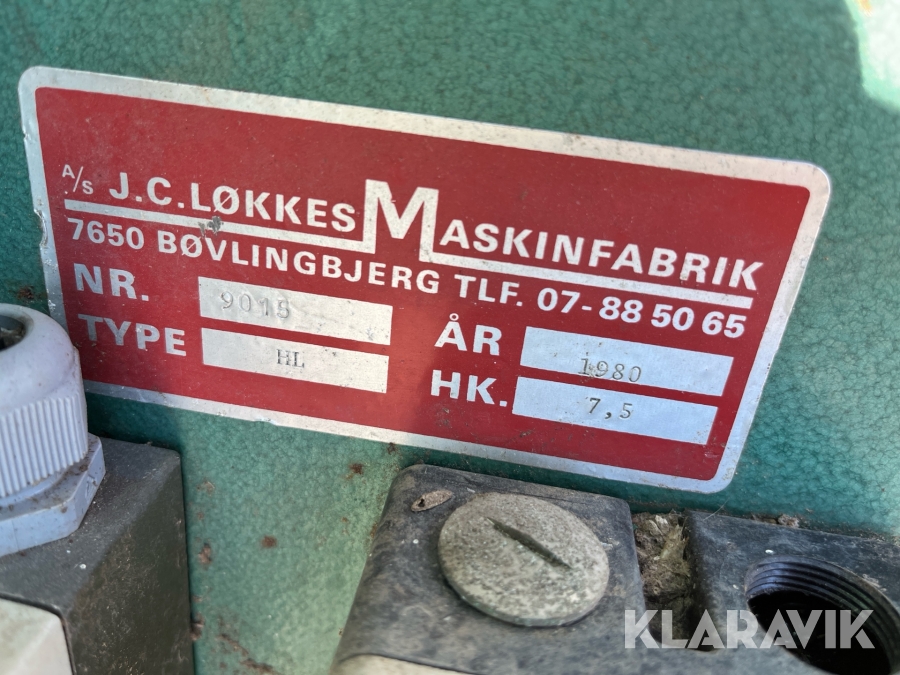 A/S J.C.LØKKES MASKINFABRIK
7650 BØVLINGBJERG TLF. 07-88 50 65
NR. 9015
TYPE HL
ÅR 1980
HK. 7,5
KLARAVIK